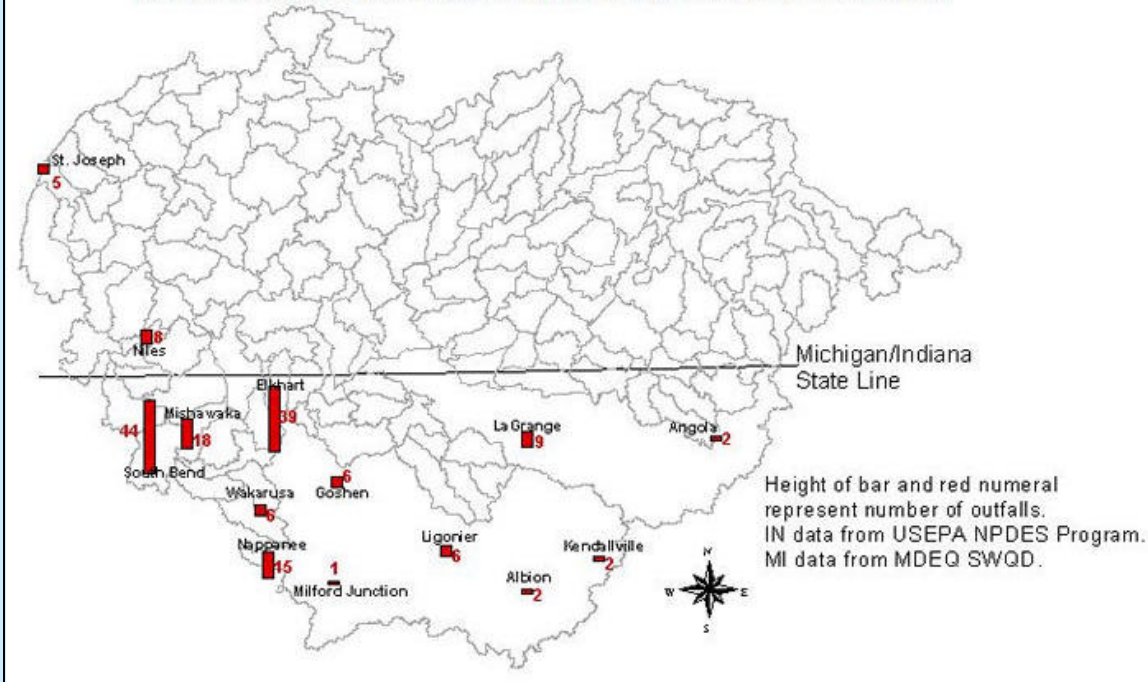 St. Joseph
5
8
Niles
Michigan/Indiana
State Line
Elkhart
39
44
Mishawaka
18
South Bend
La Grange
9
Angola
2
6
Goshen
Wakarusa
6
Nappanee
15
1
Milford Junction
Ligonier
6
Kendallville
2
Albion
2
Height of bar and red numeral
represent number of outfalls.
IN data from USEPA NPDES Program.
MI data from MDEQ SWQD.
N
W
E
S